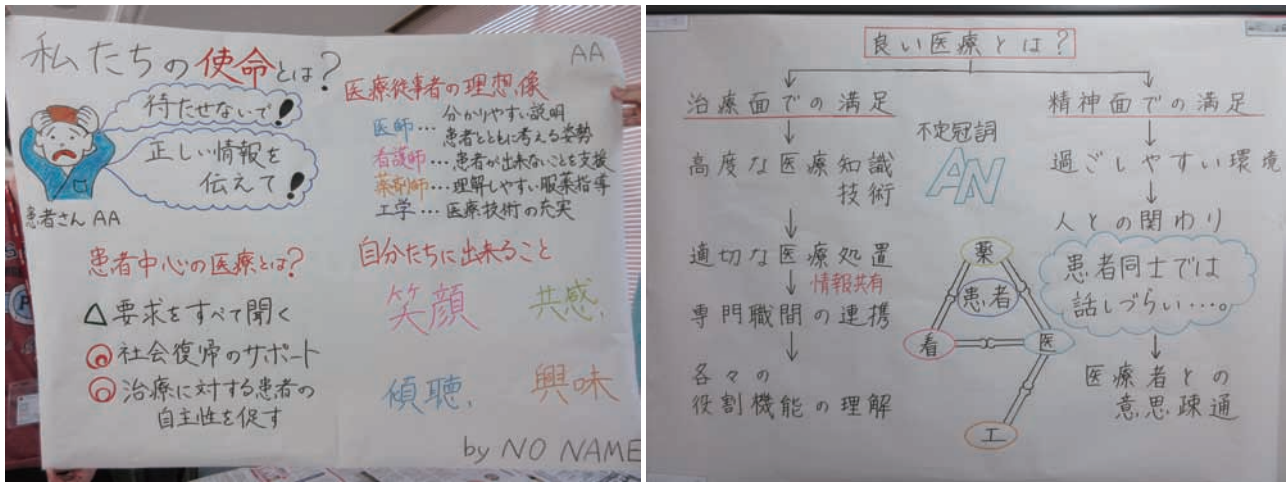 私たちの使命とは?
AA
待たせないで!
正しい情報を
伝えて!
患者さん AA
医療従事者の理想像
医師… 分かりやすい説明
患者とともに考える姿勢
看護師…患者が出来ないことを支援
薬剤師…理解しやすい服薬指導
工学… 医療技術の充実
患者中心の医療とは?
△要求をすべて聞く
◎社会復帰のサポート
◎治療に対する患者の
自主性を促す
自分たちに出来ること
笑顔 共感、
傾聴、 興味
by NO NAME
良い医療とは?
治療面での満足
高度な医療知識
技術
適切な医療処置
情報共有
専門職間の連携
各々の
役割機能の理解
不定冠詞
AN
薬
患者
看
医
工
精神面での満足
過ごしやすい環境
人との関わり
患者同士では
話しづらい…。
医療者との
意思疎通